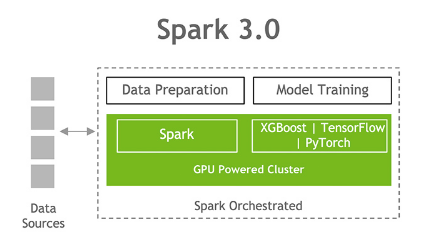 Spark 3.0
Data Preparation
Model Training
Spark
XGBoost | TensorFlow
| PyTorch
GPU Powered Cluster
Data
Sources
Spark Orchestrated